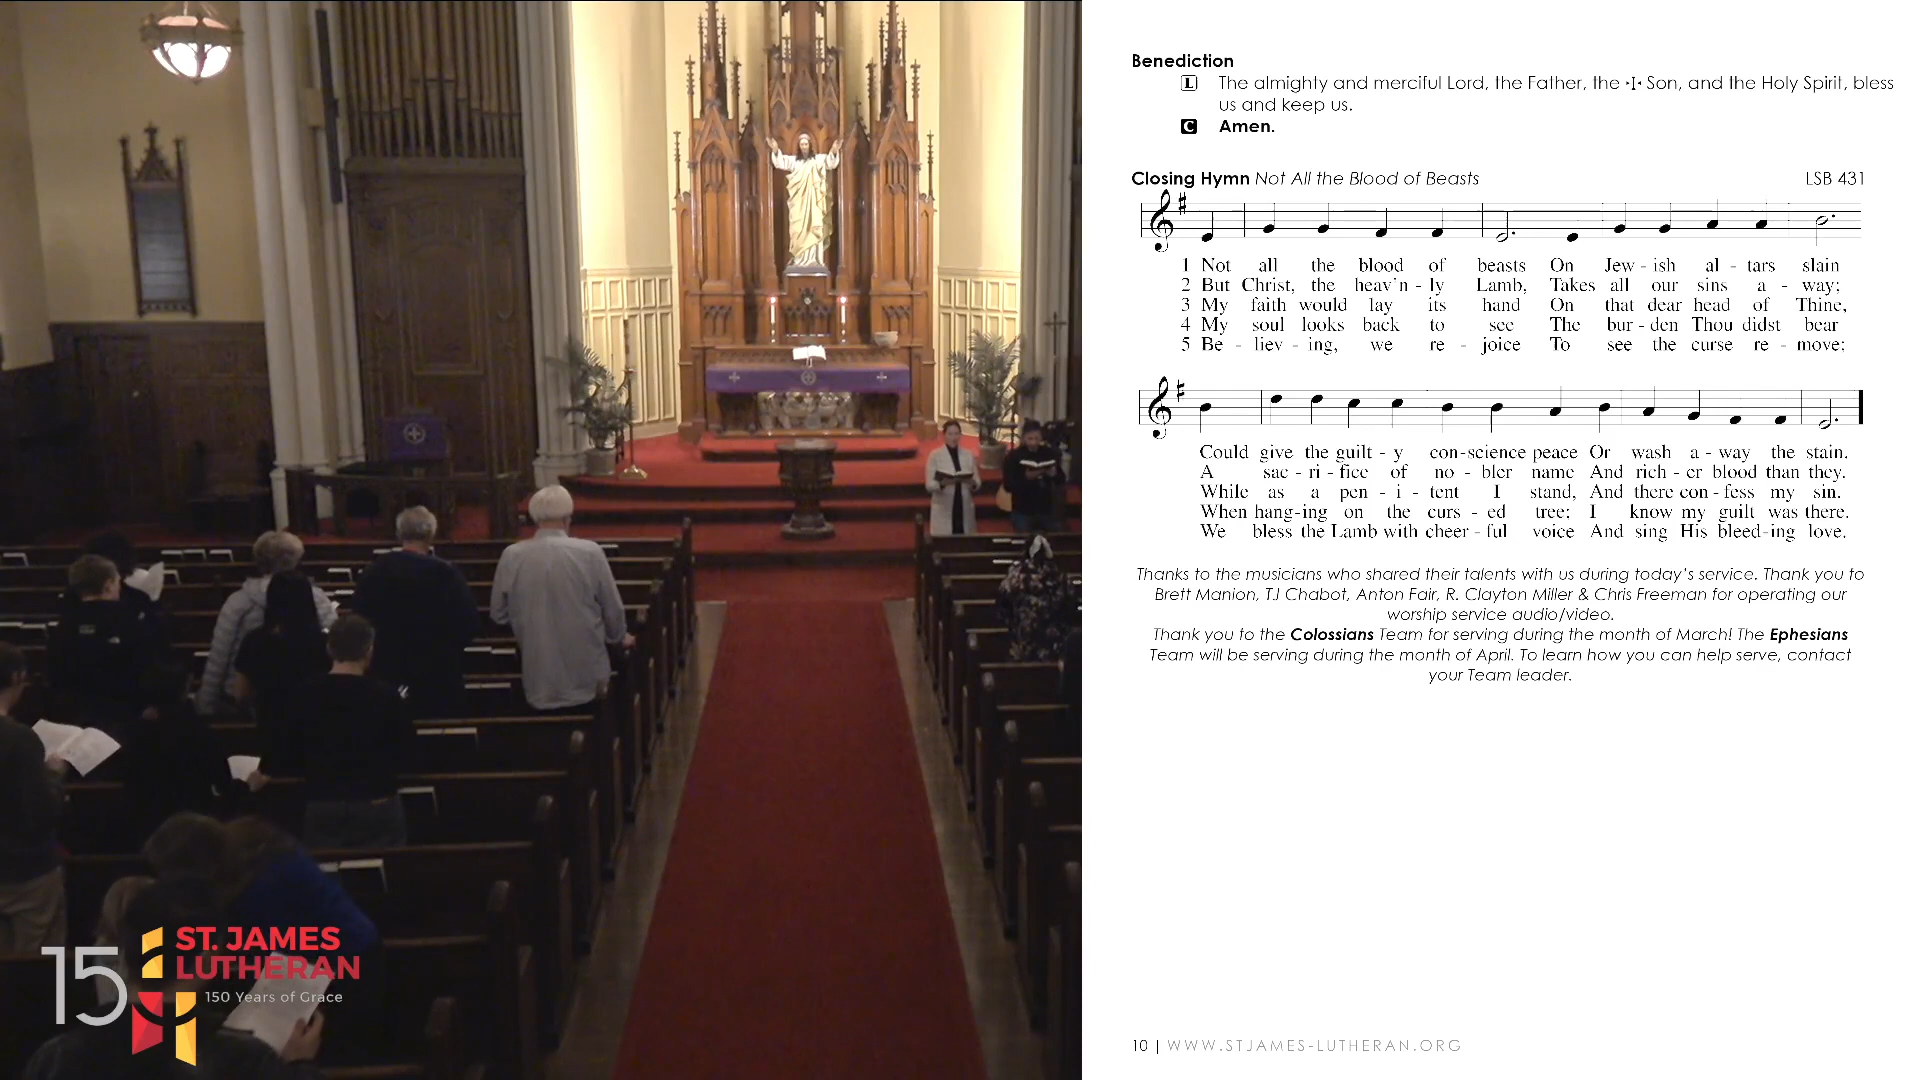 Benediction
L The almighty and merciful Lord, the Father, the Son, and the Holy Spirit, bless
us and keep us.
C Amen.
Closing Hymn Not All the Blood of Beasts LSB 431
1 Not all the blood of beasts On Jew - ish al - tars slain
2 But Christ, the heav'n - ly Lamb, Takes all our sins a - way;
3 My faith would lay its hand On that dear head of Thine,
4 My soul looks back to see The bur - den Thou didst bear
5 Be - liev - ing, we re - joice To see the curse re - move;
Could give the guilt - y con - science peace Or wash a - way the stain.
A sac - ri - fice of no - bler name And rich - er blood than they.
While as a pen - i - tent I stand, And there con - fess my sin.
When hang - ing on the curs - ed tree; I know my guilt was there.
We bless the Lamb with cheer - ful voice And sing His bleed - ing love.
Thanks to the musicians who shared their talents with us during today's service. Thank you to
Brett Manion, TJ Chabot, Anton Fair, R. Clayton Miller & Chris Freeman for operating our
worship service audio/video.
Thank you to the Colossians Team for serving during the month of March! The Ephesians
Team will be serving during the month of April. To learn how you can help serve, contact
your Team leader.
10 | WWW.STJAMES-LUTHERAN.ORG
15
ST. JAMES
LUTHERAN
150 Years of Grace